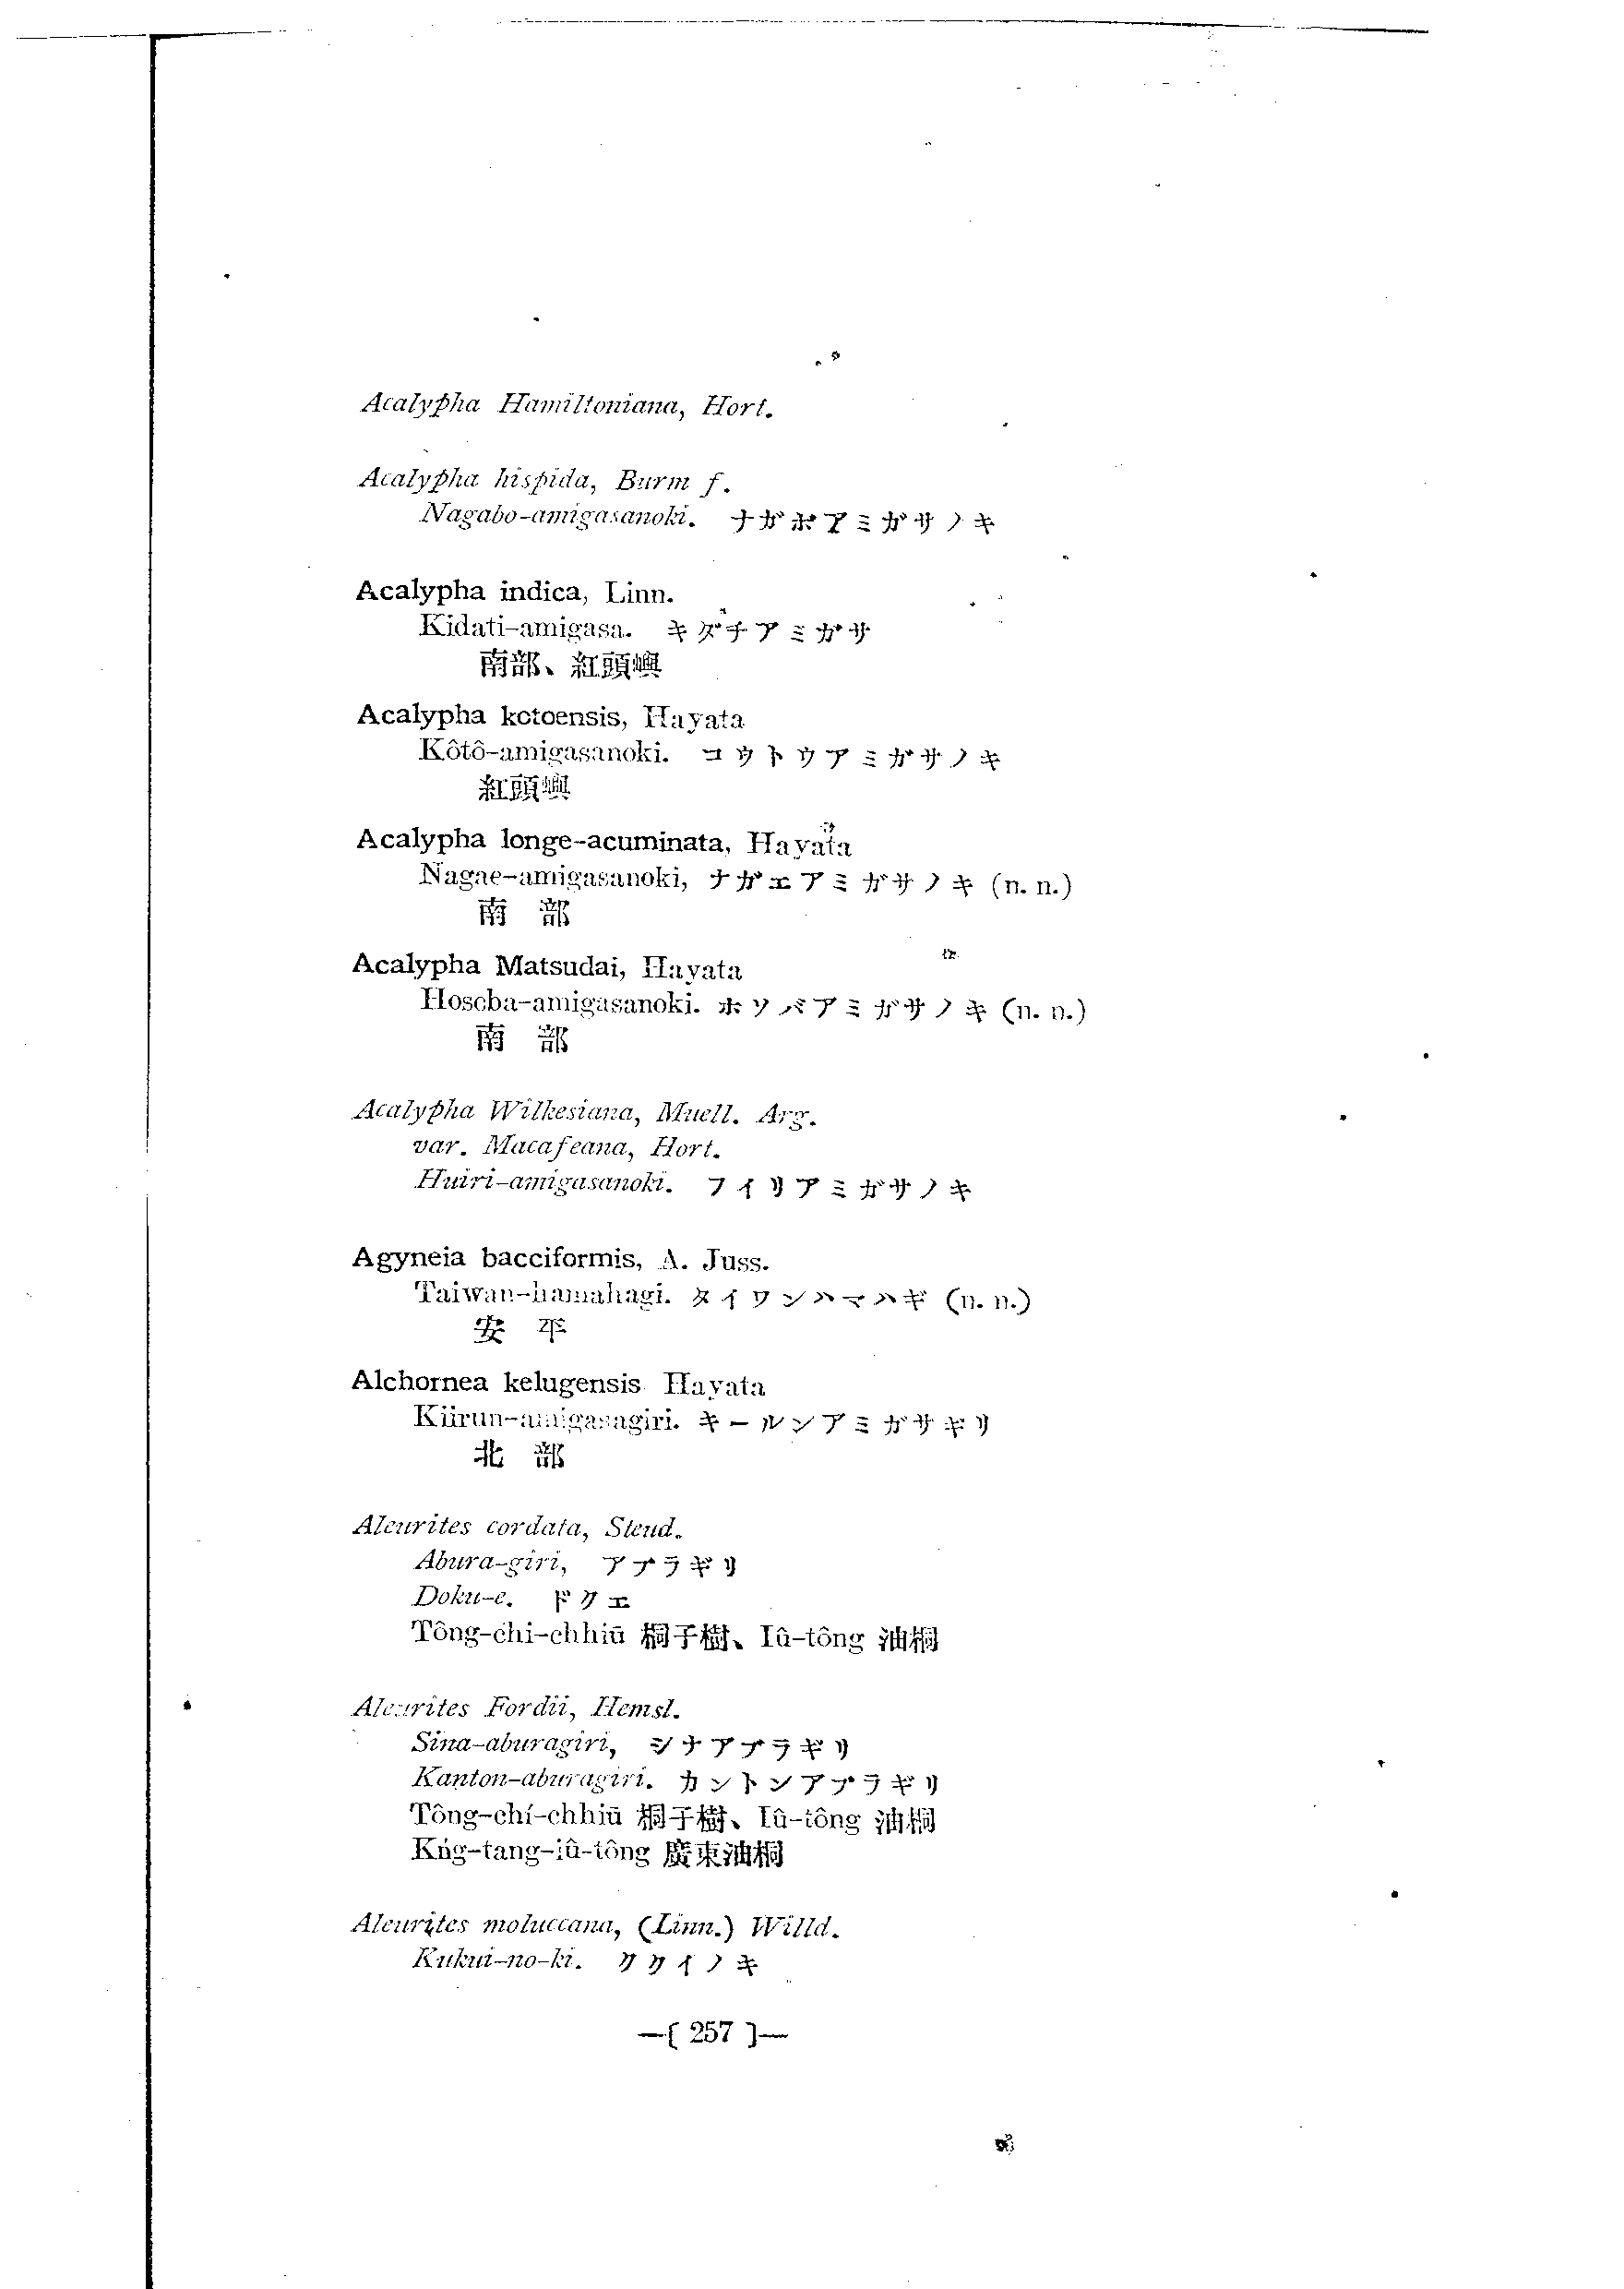 Acalypha Hamiltoniana, Hort.
Acalypha hispida, Burm f.
Nagabo-amigasanoki. ナガボアミガサノキ
Acalypha indica, Linn.
Kidati-amigasa. キダチアミガサ
南部、紅頭嶼
Acalypha kotoensis, Hayata
Kôtô-amigasanoki. コウトウアミガサノキ
紅頭嶼
Acalypha longe-acuminata, Hayata
Nagae-amigasanoki, ナガエアミガサノキ (n. n.)
南 部
Acalypha Matsudai, Hayata
Hosoba-amigasanoki. ホソバアミガサノキ (n. n.)
南 部
Acalypha Wilkesiana, Muell. Arg.
var. Macafeana, Hort.
Huiri-amigasanoki. フイリアミガサノキ
Agyneia bacciformis, A. Juss.
Taiwan-hamahagi. タイワンハマハギ (n. n.)
安 平
Alchornea kelugensis Hayata
Kiirun-amigasagiri. キールンアミガサギリ
北 部
Aleurites cordata, Steud.
Abura-giri, アブラギリ
Doku-e. ドクエ
Tông-chí-chhiū 桐子樹、Iû-tông 油桐
Aleurites Fordii, Hemsl.
Sina-aburagiri, シナアブラギリ
Kanton-aburagiri. カントンアブラギリ
Tông-chí-chhiū 桐子樹、Iû-tông 油桐
Kńg-tang-iû-tông 廣東油桐
Aleurites moluccana, (Linn.) Willd.
Kukui-no-ki. ククイノキ
—( 257 )—